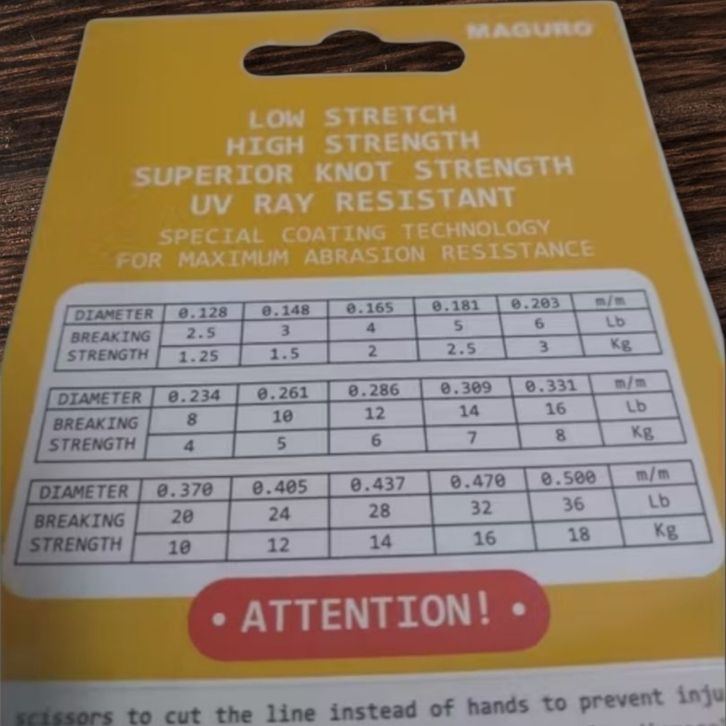 MAGURO
LOW STRETCH
HIGH STRENGTH
SUPERIOR KNOT STRENGTH
UV RAY RESISTANT
SPECIAL COATING TECHNOLOGY
FOR MAXIMUM ABRASION RESISTANCE
DIAMETER 0.128 0.148 0.165 0.181 0.203 m/m
BREAKING STRENGTH 2.5 3 4 5 6 Lb
1.25 1.5 2 2.5 3 Kg
DIAMETER 0.234 0.261 0.286 0.309 0.331 m/m
BREAKING STRENGTH 8 10 12 14 16 Lb
4 5 6 7 8 Kg
DIAMETER 0.370 0.405 0.437 0.470 0.500 m/m
BREAKING STRENGTH 20 24 28 32 36 Lb
10 12 14 16 18 Kg
• ATTENTION! •
scissors to cut the line instead of hands to prevent inju